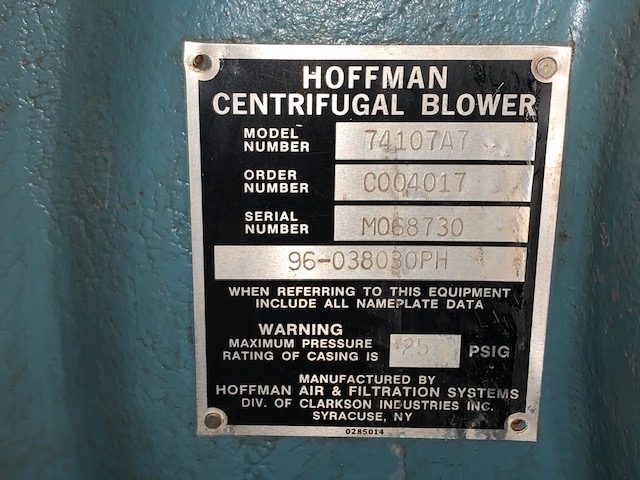 HOFFMAN
CENTRIFUGAL BLOWER
MODEL NUMBER 74107A7
ORDER NUMBER C004017
SERIAL NUMBER M068730
96-038030PH
WHEN REFERRING TO THIS EQUIPMENT
INCLUDE ALL NAMEPLATE DATA
WARNING
MAXIMUM PRESSURE
RATING OF CASING IS 25 PSIG
MANUFACTURED BY
HOFFMAN AIR & FILTRATION SYSTEMS
DIV. OF CLARKSON INDUSTRIES INC.
SYRACUSE, NY
0285014